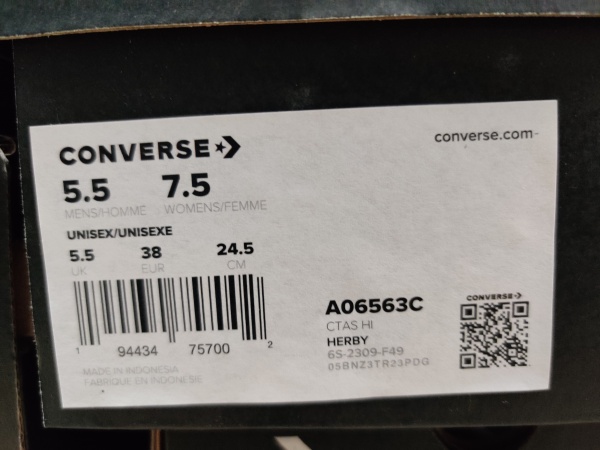 CONVERSE
converse.com
5.5 7.5
MENS/HOMME WOMENS/FEMME
UNISEX/UNISEXE
5.5 38 24.5
UK EUR CM
1 94434 75700 2
MADE IN INDONESIA
FABRIQUE EN INDONESIE
A06563C
CTAS HI
HERBY
6S-2309-F49
05BNZ3TR23PDG
CONVERSE